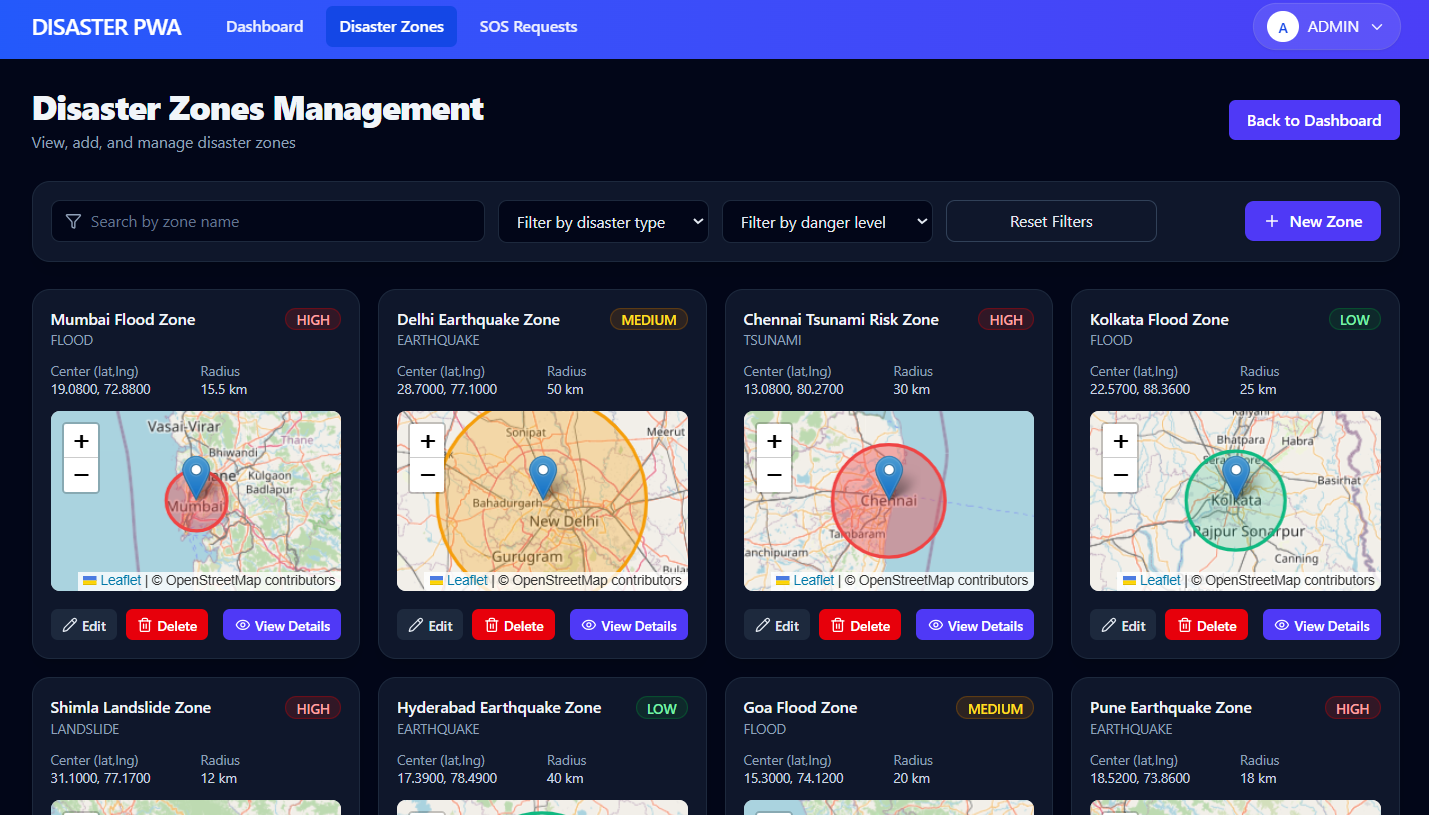 DISASTER PWA Dashboard Disaster Zones SOS Requests A ADMIN
Disaster Zones Management
View, add, and manage disaster zones
Back to Dashboard
Search by zone name Filter by disaster type Filter by danger level Reset Filters + New Zone
Mumbai Flood Zone HIGH
FLOOD
Center (lat,lng) Radius
19.0800, 72.8800 15.5 km
+
−
Vasai-Virar
Thane
Bhiwandi
Kulgaon
Badlapur
Mumbai
Leaflet | © OpenStreetMap contributors
Edit Delete View Details
Delhi Earthquake Zone MEDIUM
EARTHQUAKE
Center (lat,lng) Radius
28.7000, 77.1000 50 km
+
−
Sonipat
Meerut
Bahadurgarh
New Delhi
Gurugram
Leaflet | © OpenStreetMap contributors
Edit Delete View Details
Chennai Tsunami Risk Zone HIGH
TSUNAMI
Center (lat,lng) Radius
13.0800, 80.2700 30 km
+
−
Chennai
Tambaram
anchipuram
Leaflet | © OpenStreetMap contributors
Edit Delete View Details
Kolkata Flood Zone LOW
FLOOD
Center (lat,lng) Radius
22.5700, 88.3600 25 km
+
−
Kalyani
Bhatpara Habra
Basirhat
Kolkata
Rajpur Sonarpur
Canning
Leaflet | © OpenStreetMap contributors
Edit Delete View Details
Shimla Landslide Zone HIGH
LANDSLIDE
Center (lat,lng) Radius
31.1000, 77.1700 12 km
Hyderabad Earthquake Zone LOW
EARTHQUAKE
Center (lat,lng) Radius
17.3900, 78.4900 40 km
Goa Flood Zone MEDIUM
FLOOD
Center (lat,lng) Radius
15.3000, 74.1200 20 km
Pune Earthquake Zone HIGH
EARTHQUAKE
Center (lat,lng) Radius
18.5200, 73.8600 18 km